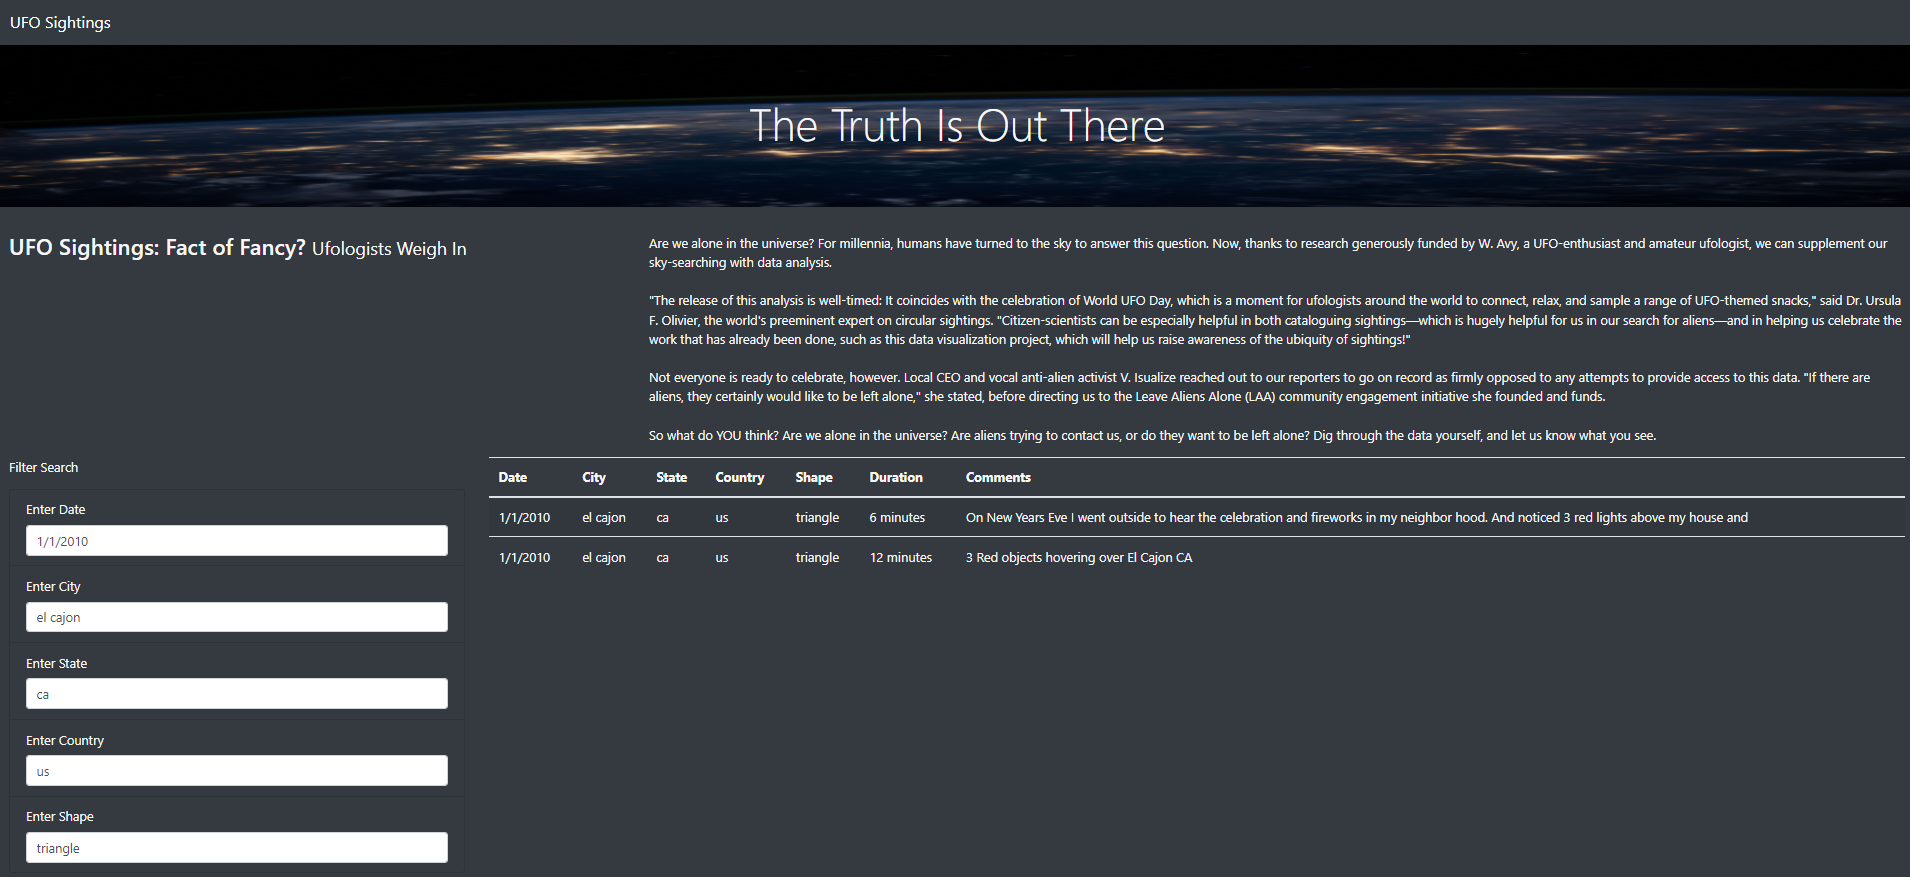 UFO Sightings
The Truth Is Out There
UFO Sightings: Fact of Fancy? Ufologists Weigh In
Are we alone in the universe? For millennia, humans have turned to the sky to answer this question. Now, thanks to research generously funded by W. Avy, a UFO-enthusiast and amateur ufologist, we can supplement our
sky-searching with data analysis.
"The release of this analysis is well-timed: It coincides with the celebration of World UFO Day, which is a moment for ufologists around the world to connect, relax, and sample a range of UFO-themed snacks," said Dr. Ursula
F. Olivier, the world's preeminent expert on circular sightings. "Citizen-scientists can be especially helpful in both cataloguing sightings—which is hugely helpful for us in our search for aliens—and in helping us celebrate the
work that has already been done, such as this data visualization project, which will help us raise awareness of the ubiquity of sightings!"
Not everyone is ready to celebrate, however. Local CEO and vocal anti-alien activist V. Isualize reached out to our reporters to go on record as firmly opposed to any attempts to provide access to this data. "If there are
aliens, they certainly would like to be left alone," she stated, before directing us to the Leave Aliens Alone (LAA) community engagement initiative she founded and funds.
So what do YOU think? Are we alone in the universe? Are aliens trying to contact us, or do they want to be left alone? Dig through the data yourself, and let us know what you see.
Filter Search
Enter Date
1/1/2010
Enter City
el cajon
Enter State
ca
Enter Country
us
Enter Shape
triangle
Date City State Country Shape Duration Comments
1/1/2010 el cajon ca us triangle 6 minutes On New Years Eve I went outside to hear the celebration and fireworks in my neighbor hood. And noticed 3 red lights above my house and
1/1/2010 el cajon ca us triangle 12 minutes 3 Red objects hovering over El Cajon CA